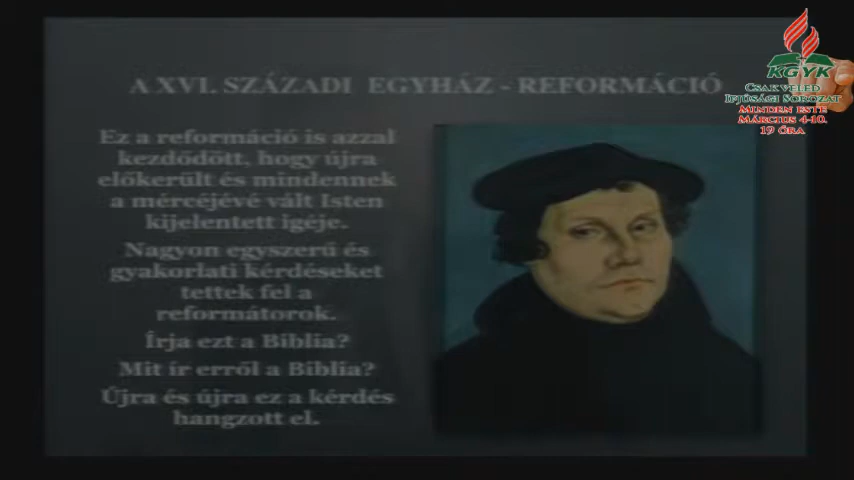 A XVI. SZÁZADI EGYHÁZ - REFORMÁCIÓ
Ez a reformáció is azzal
kezdődött, hogy újra
előkerült és mindennek
a mércéjévé vált Isten
kijelentett igéje.
Nagyon egyszerű és
gyakorlati kérdéseket
tettek fel a
reformátorok.
Írja ezt a Biblia?
Mit ír erről a Biblia?
Újra és újra ez a kérdés
hangzott el.
KGYK
CSAK VELED
IFJÚSÁGI SOROZAT
MINDEN ESTE
MÁRCIUS 4-10.
19 ÓRA